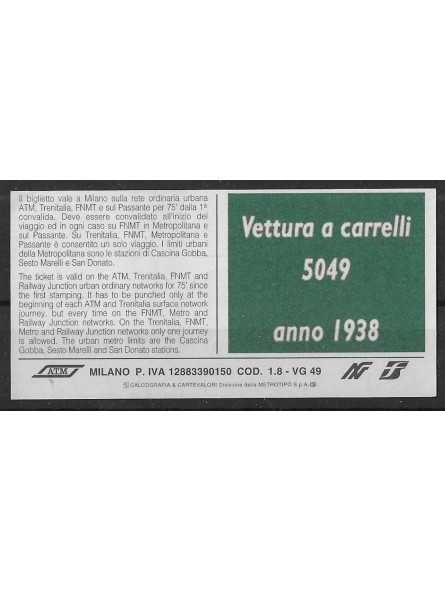 Il biglietto vale a Milano sulla rete ordinaria urbana
ATM, Trenitalia, FNMT e sul Passante per 75' dalla 1ª
convalida. Deve essere convalidato all'inizio del
viaggio ed in ogni caso su FNMT in Metropolitana e
sul Passante. Su Trenitalia, FNMT, Metropolitana e
Passante è consentito un solo viaggio. I limiti urbani
della Metropolitana sono le stazioni di Cascina Gobba,
Sesto Marelli e San Donato.
The ticket is valid on the ATM, Trenitalia, FNMT and
Railway Junction urban ordinary networks for 75' since
the first stamping. It has to be punched only at the
beginning of each ATM and Trenitalia surface network
journey, but every time on the FNMT, Metro and
Railway Junction networks. On the Trenitalia, FNMT,
Metro and Railway Junction networks only one journey
is allowed. The urban metro limits are the Cascina
Gobba, Sesto Marelli and San Donato stations.
Vettura a carrelli
5049
anno 1938
ATM MILANO P. IVA 12883390150 COD. 1.8 - VG 49
CALCOGRAFIA & CARTEVALORI Divisione della METROTIPO S.p.A.